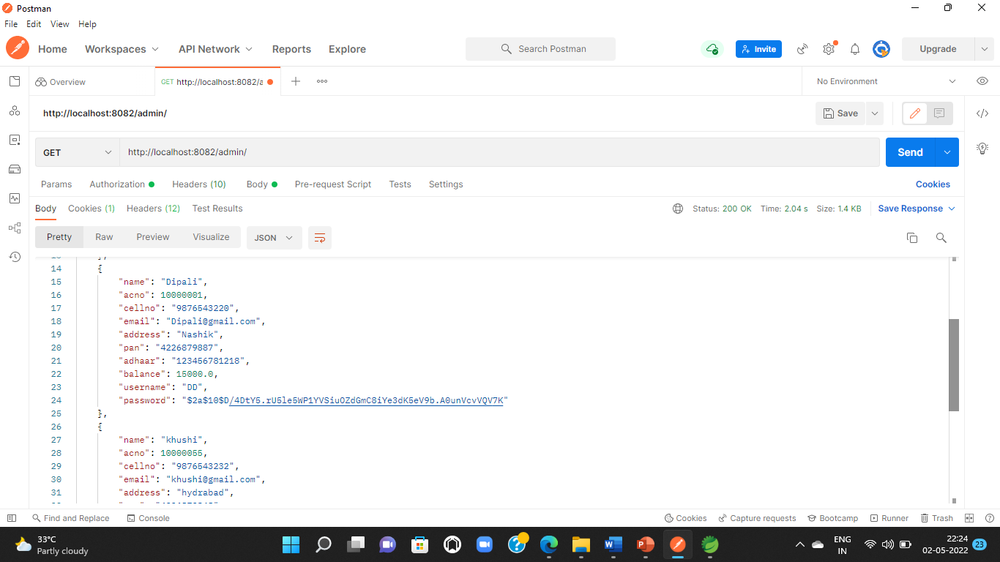 Postman
File Edit View Help
Home Workspaces API Network Reports Explore Search Postman Invite Upgrade
Overview GET http://localhost:8082/a No Environment
http://localhost:8082/admin/ Save
GET http://localhost:8082/admin/ Send
Params Authorization Headers (10) Body Pre-request Script Tests Settings Cookies
Body Cookies (1) Headers (12) Test Results Status: 200 OK Time: 2.04 s Size: 1.4 KB Save Response
Pretty Raw Preview Visualize JSON
14 {
15 "name": "Dipali",
16 "acno": 10000001,
17 "cellno": "9876543220",
18 "email": "Dipali@gmail.com",
19 "address": "Nashik",
20 "pan": "4226879887",
21 "adhaar": "123456781218",
22 "balance": 15000.0,
23 "username": "DD",
24 "password": "$2a$10$D/4DtY5.rU5le5WP1YVSiuOZdGmC8iYe3dK5eV9b.A0unVcvVQV7K"
25 },
26 {
27 "name": "khushi",
28 "acno": 10000055,
29 "cellno": "9876543232",
30 "email": "khushi@gmail.com",
31 "address": "hydrabad",
Find and Replace Console Cookies Capture requests Bootcamp Runner Trash
33°C
Partly cloudy
ENG
IN
22:24
02-05-2022
23